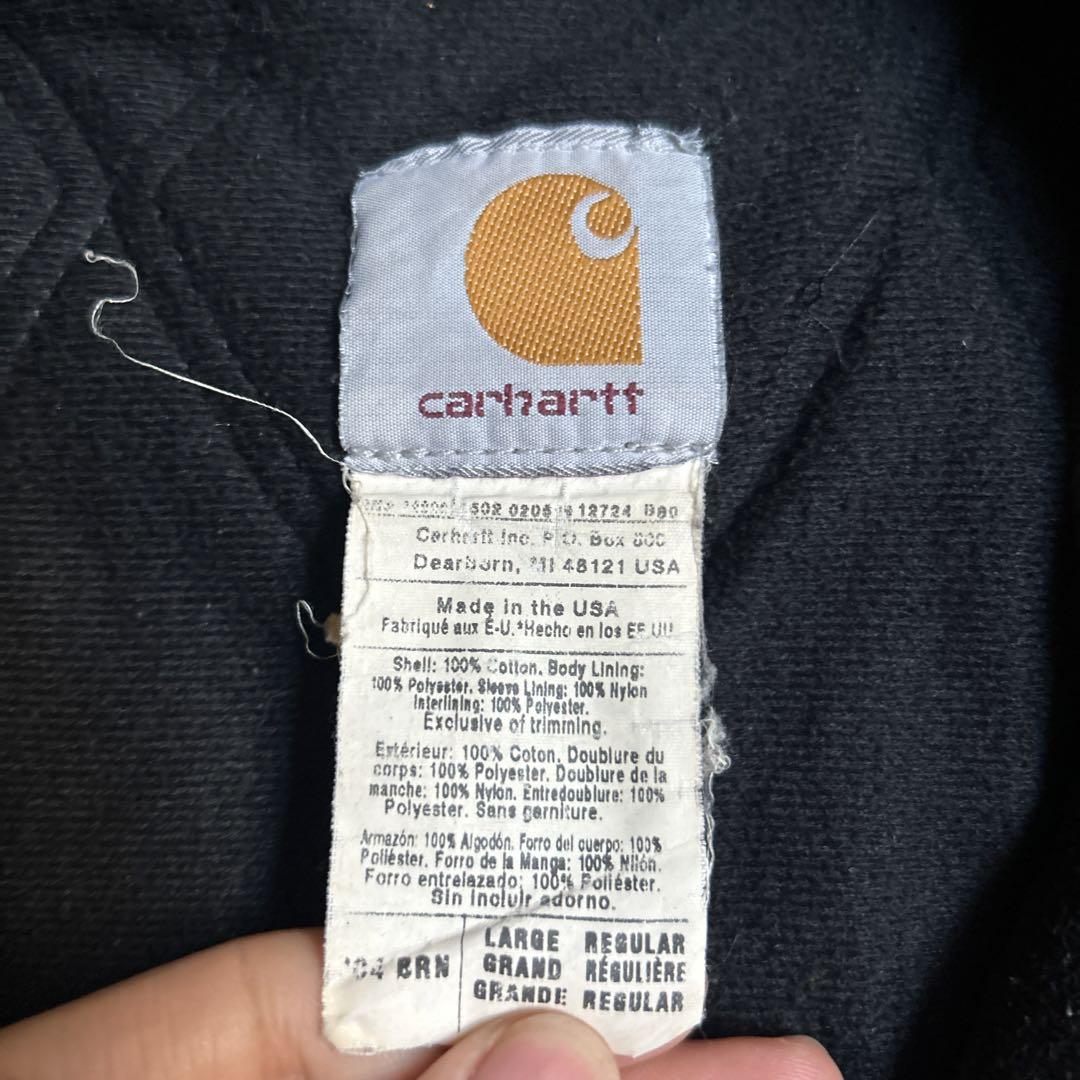 carhartt
502 0205 12724
Carhartt Inc. P.O. Box 600
Dearborn, MI 48121 USA
Made in the USA
Fabriqué aux É-U.*Hecho en los EE.UU
Shell: 100% Cotton. Body Lining:
100% Polyester. Sleeve Lining: 100% Nylon
Interlining: 100% Polyester.
Exclusive of trimming.
Extérieur: 100% Coton. Doublure du
corps: 100% Polyester. Doublure de la
manche: 100% Nylon. Entredoublure: 100%
Polyester. Sans garniture.
Armazón: 100% Algodón. Forro del cuerpo: 100%
Poliéster. Forro de la Manga: 100% Nilón.
Forro entrelazado: 100% Poliéster.
Sin incluir adorno.
BRN
LARGE REGULAR
GRAND RÉGULIÈRE
GRANDE REGULAR